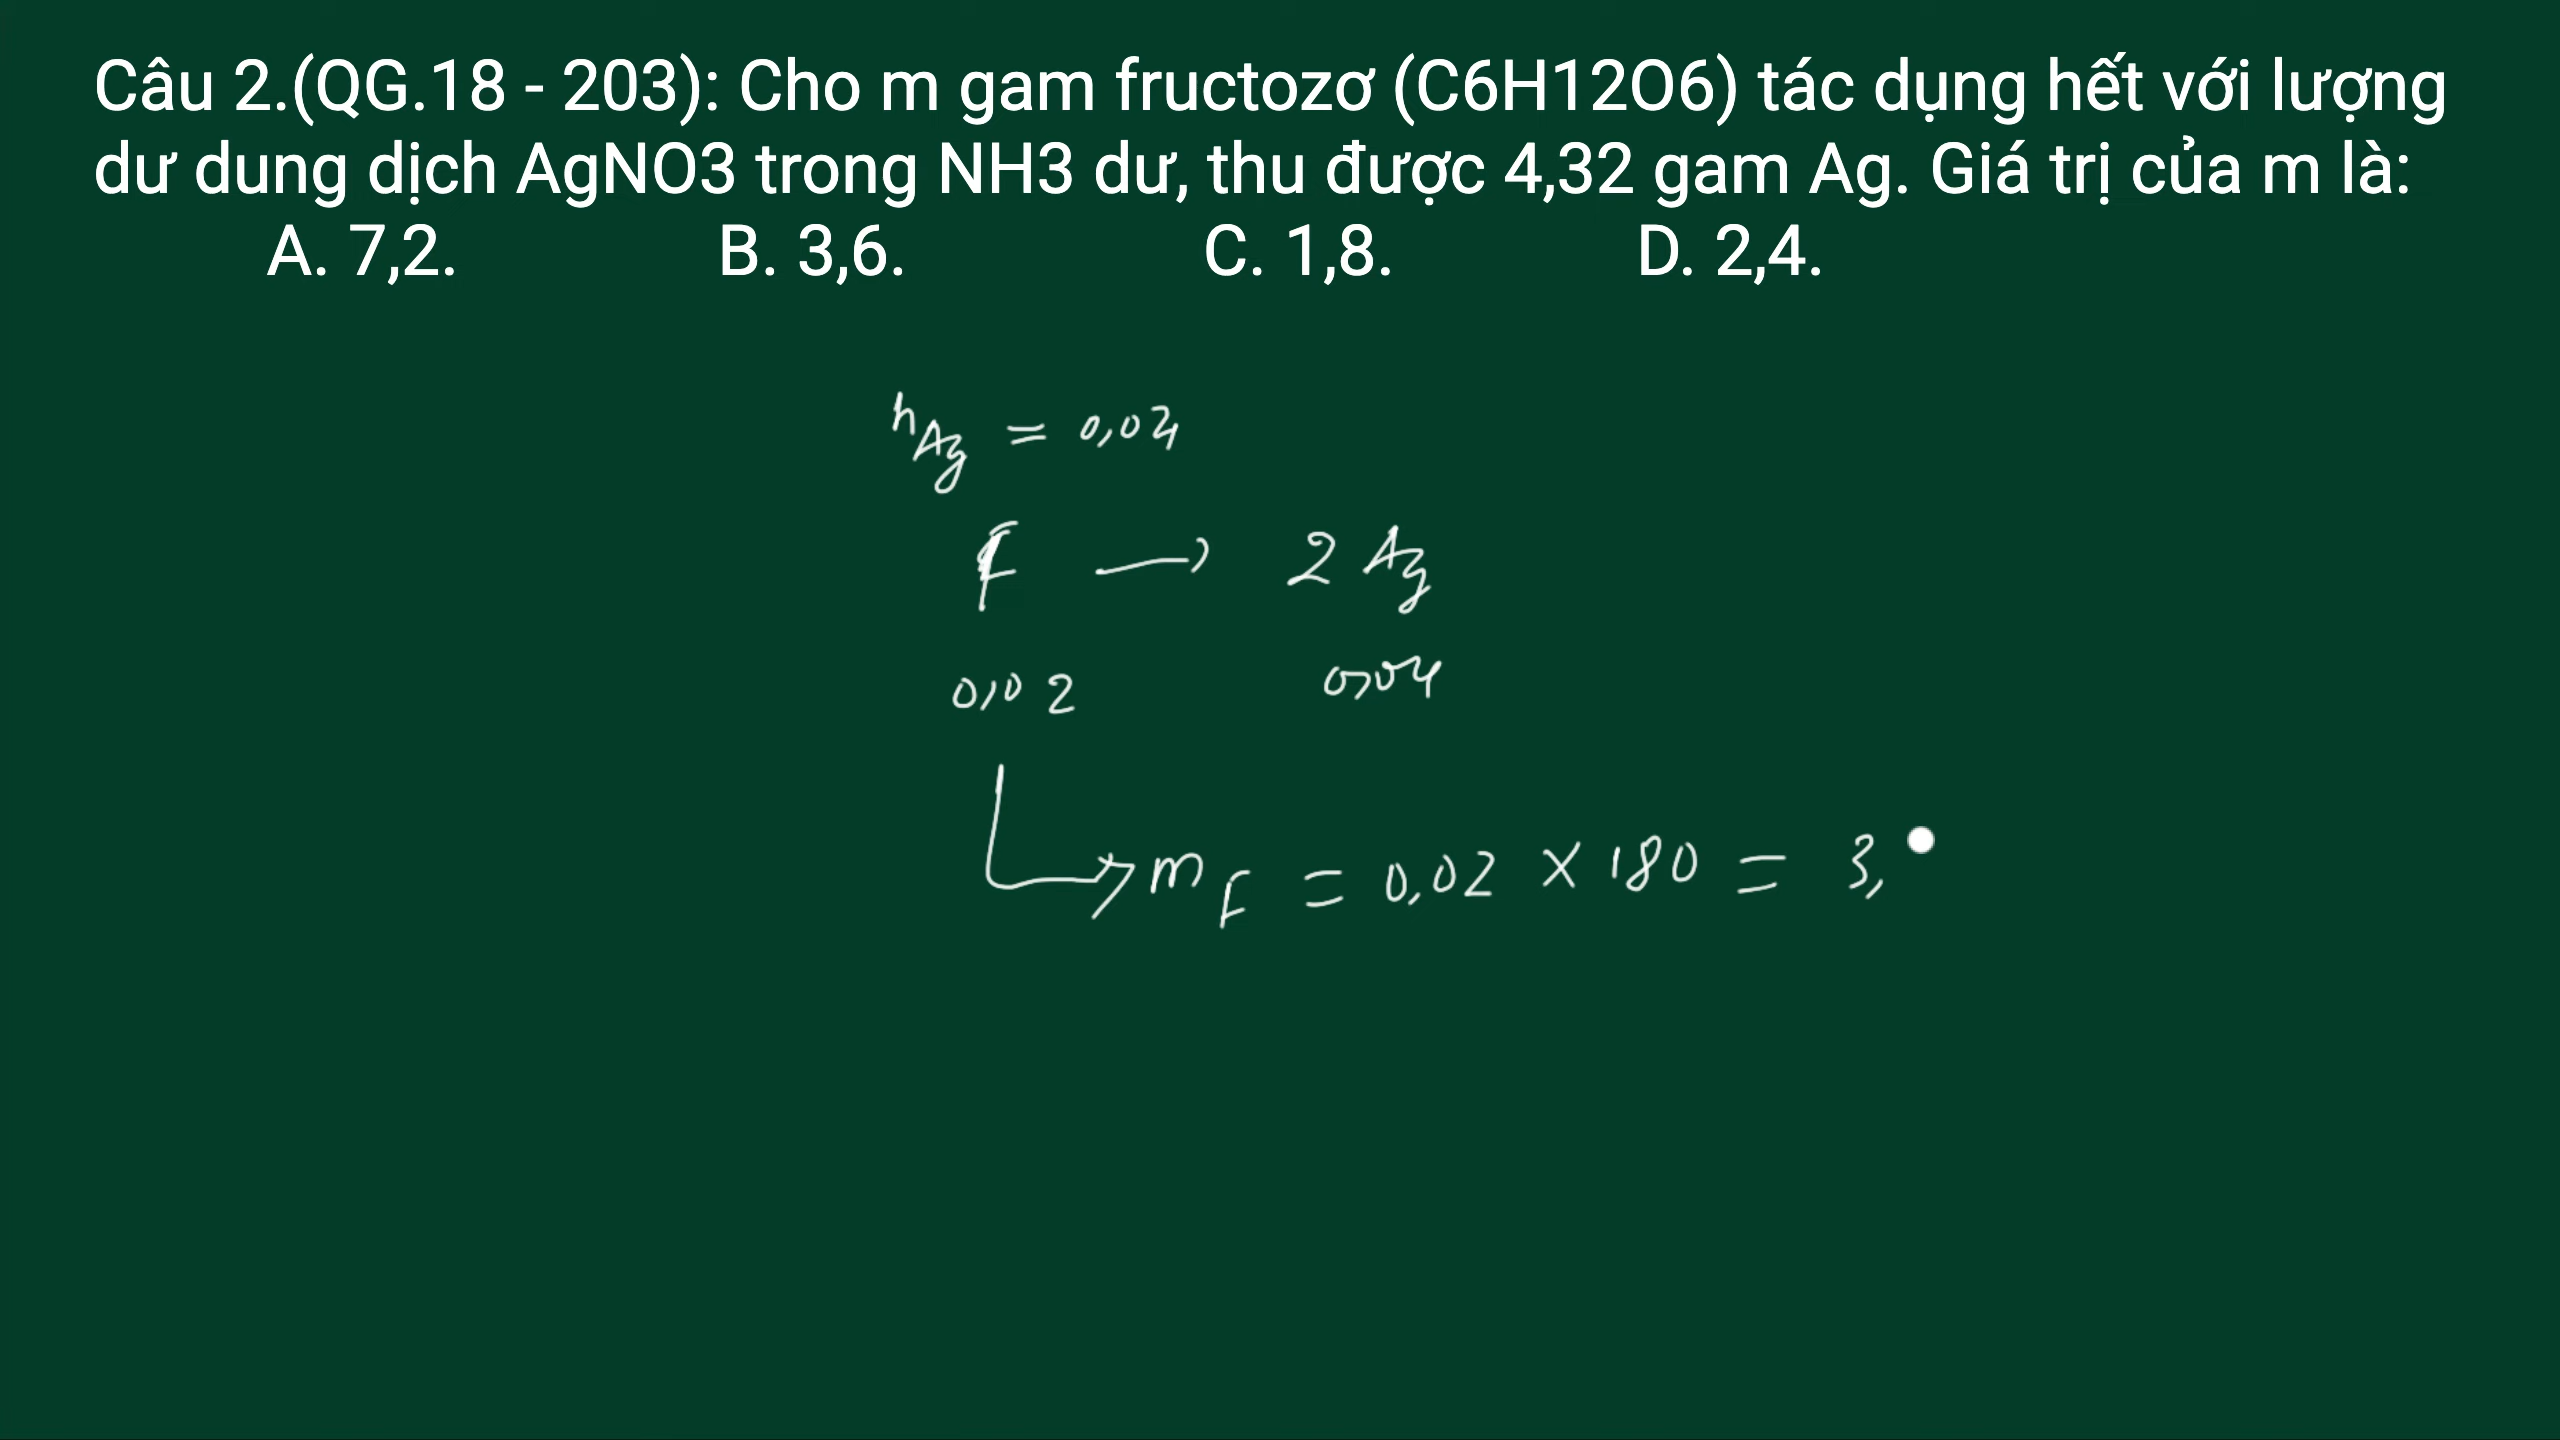 Câu 2.(QG.18 - 203): Cho m gam fructozơ (C6H12O6) tác dụng hết với lượng
dư dung dịch AgNO3 trong NH3 dư, thu được 4,32 gam Ag. Giá trị của m là:
A. 7,2. B. 3,6. C. 1,8. D. 2,4.
nAg = 0,04
F → 2 Ag
0,02 0,04
mF = 0,02 × 180 = 3,